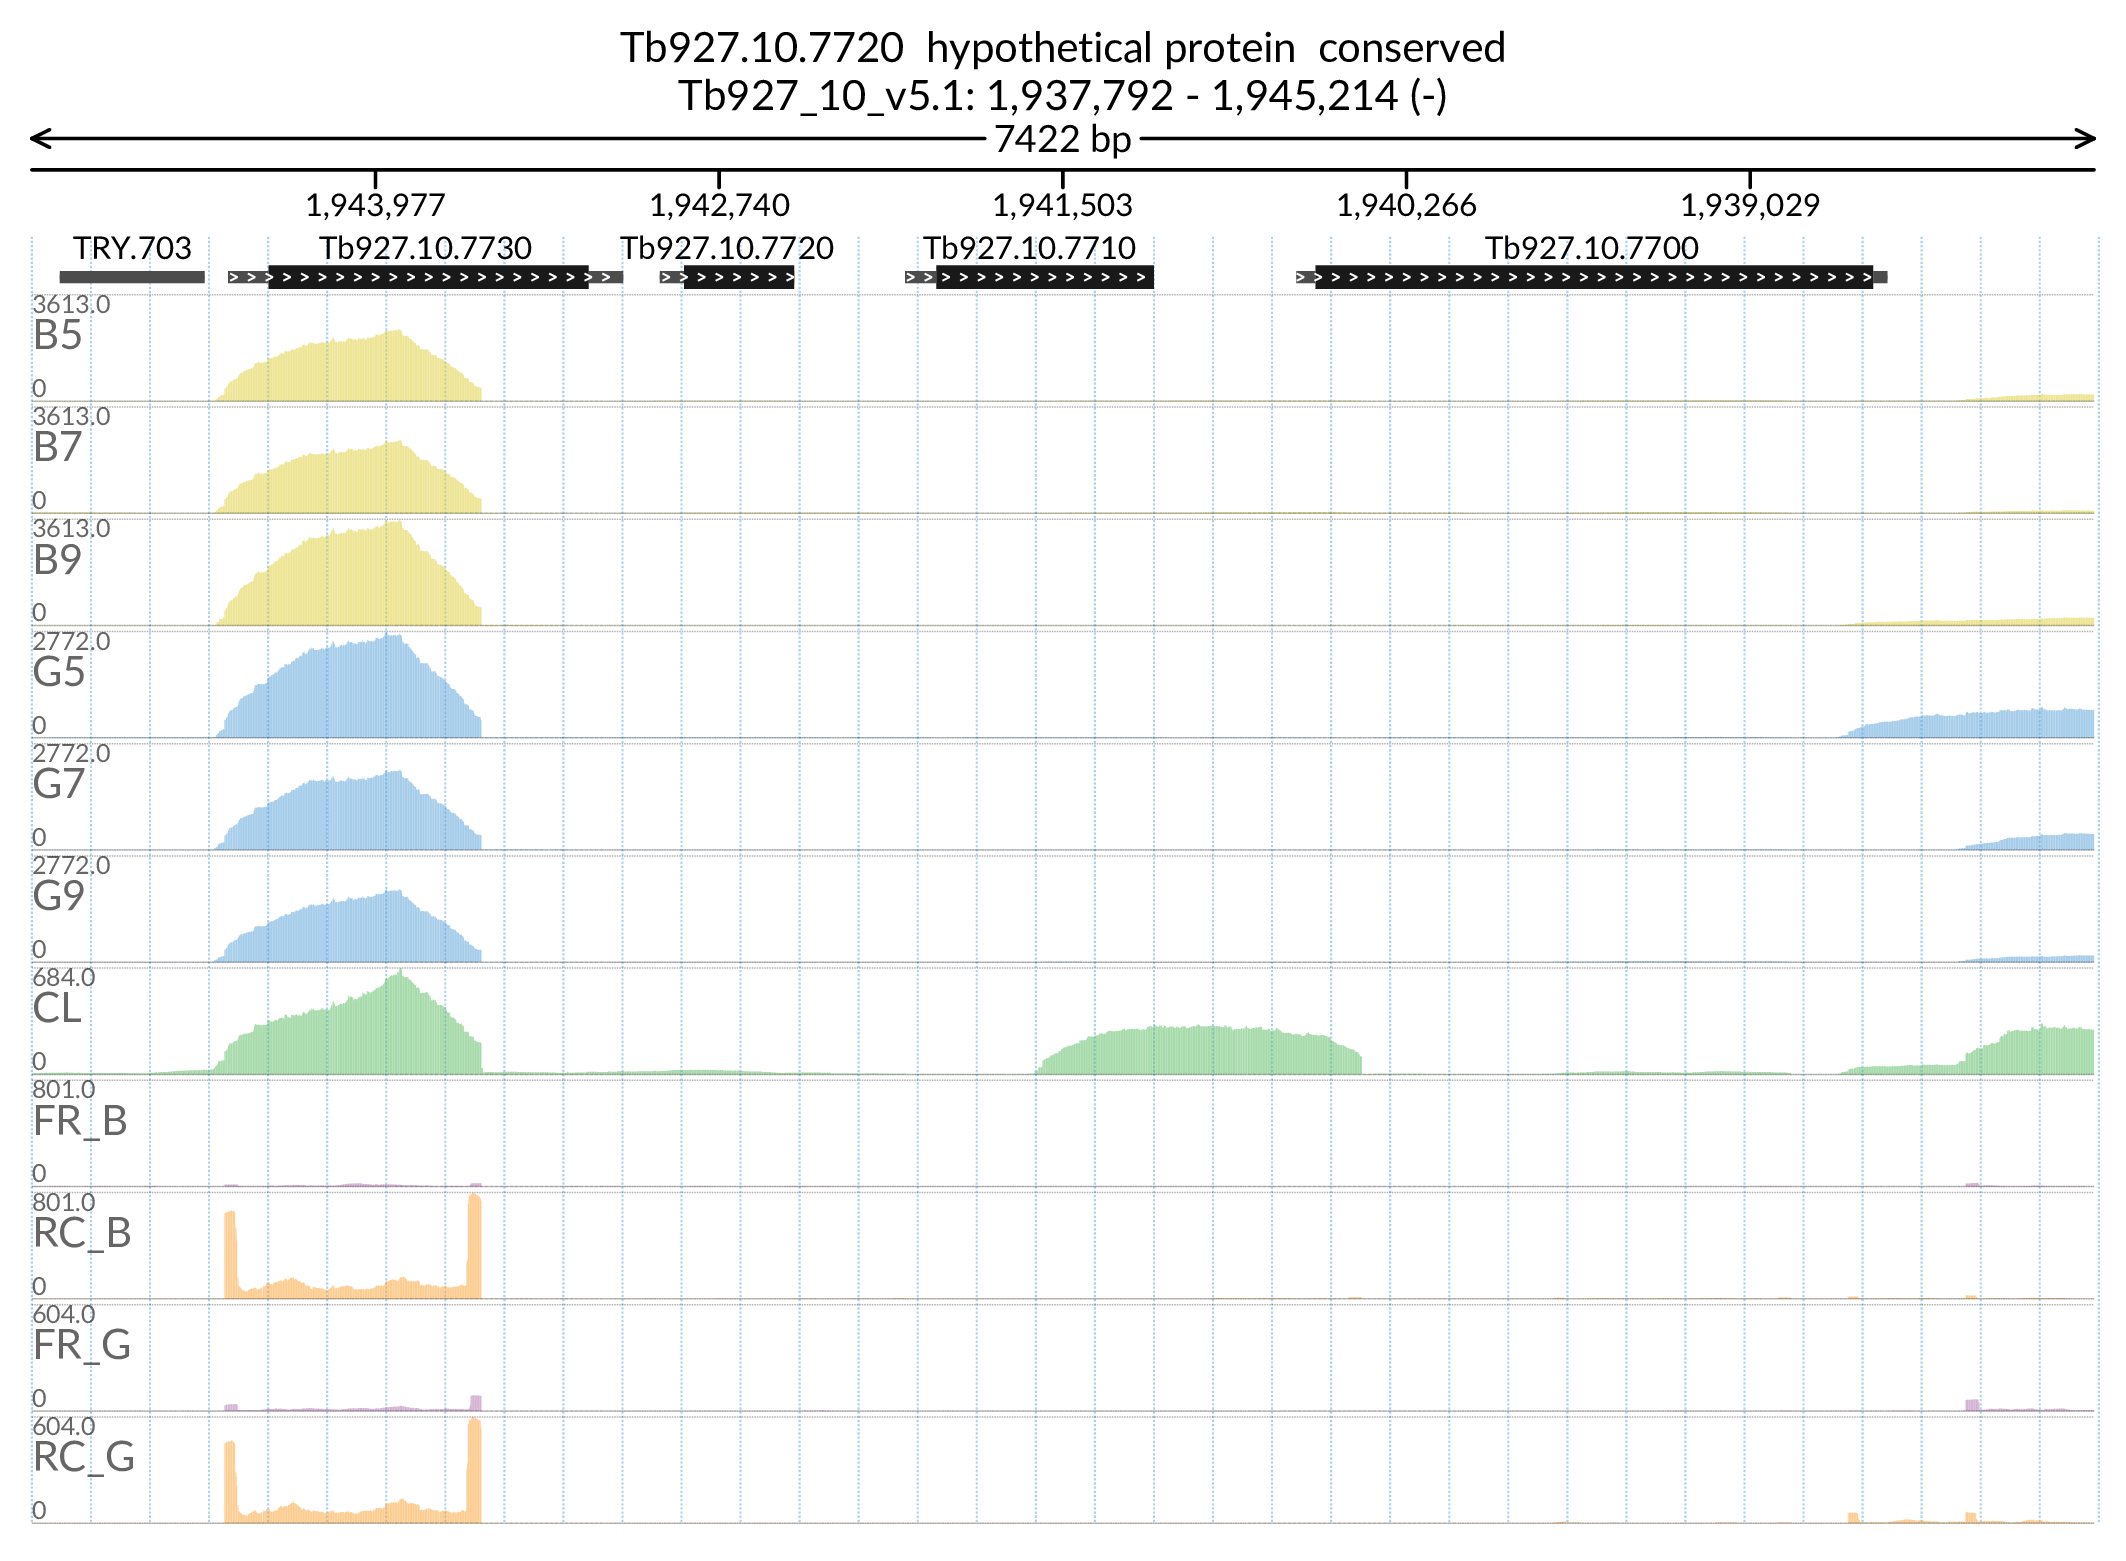 Tb927.10.7720  hypothetical protein  conserved
Tb927_10_v5.1: 1,937,792 - 1,945,214 (-)
7422 bp
1,943,977 1,942,740 1,941,503 1,940,266 1,939,029
TRY.703 Tb927.10.7730 Tb927.10.7720 Tb927.10.7710 Tb927.10.7700
3613.0
B5
0
3613.0
B7
0
3613.0
B9
0
2772.0
G5
0
2772.0
G7
0
2772.0
G9
0
684.0
CL
0
801.0
FR_B
0
801.0
RC_B
0
604.0
FR_G
0
604.0
RC_G
0